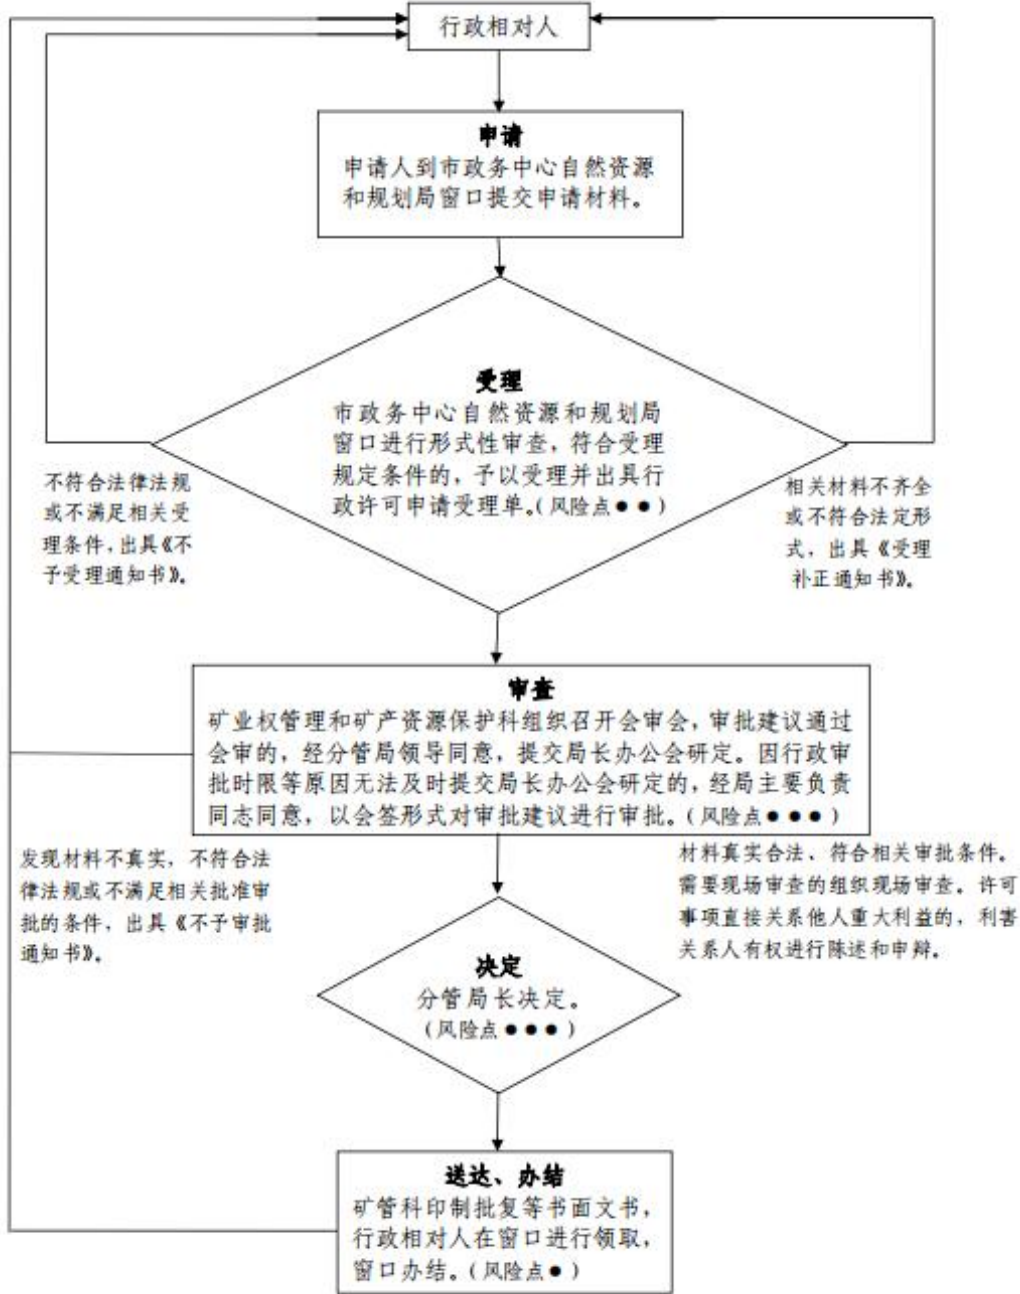 行政相对人
申请
申请人到市政务中心自然资源
和规划局窗口提交申请材料。
受理
市政务中心自然资源和规划局
窗口进行形式性审查，符合受理
规定条件的，予以受理并出具行
政许可申请受理单。(风险点●●)
不符合法律法规
或不满足相关受
理条件，出具《不
予受理通知书》。
相关材料不齐全
或不符合法定形
式，出具《受理
补正通知书》。
审查
矿业权管理和矿产资源保护科组织召开会审会，审批建议通过
会审的，经分管局领导同意，提交局长办公会研定。因行政审
批时限等原因无法及时提交局长办公会研定的，经局主要负责
同志同意，以会签形式对审批建议进行审批。(风险点●●●)
发现材料不真实，不符合法
律法规或不满足相关批准审
批的条件，出具《不予审批
通知书》。
材料真实合法、符合相关审批条件。
需要现场审查的组织现场审查。许可
事项直接关系他人重大利益的，利害
关系人有权进行陈述和申辩。
决定
分管局长决定。
(风险点●●●)
送达、办结
矿管科印制批复等书面文书，
行政相对人在窗口进行领取，
窗口办结。(风险点●)